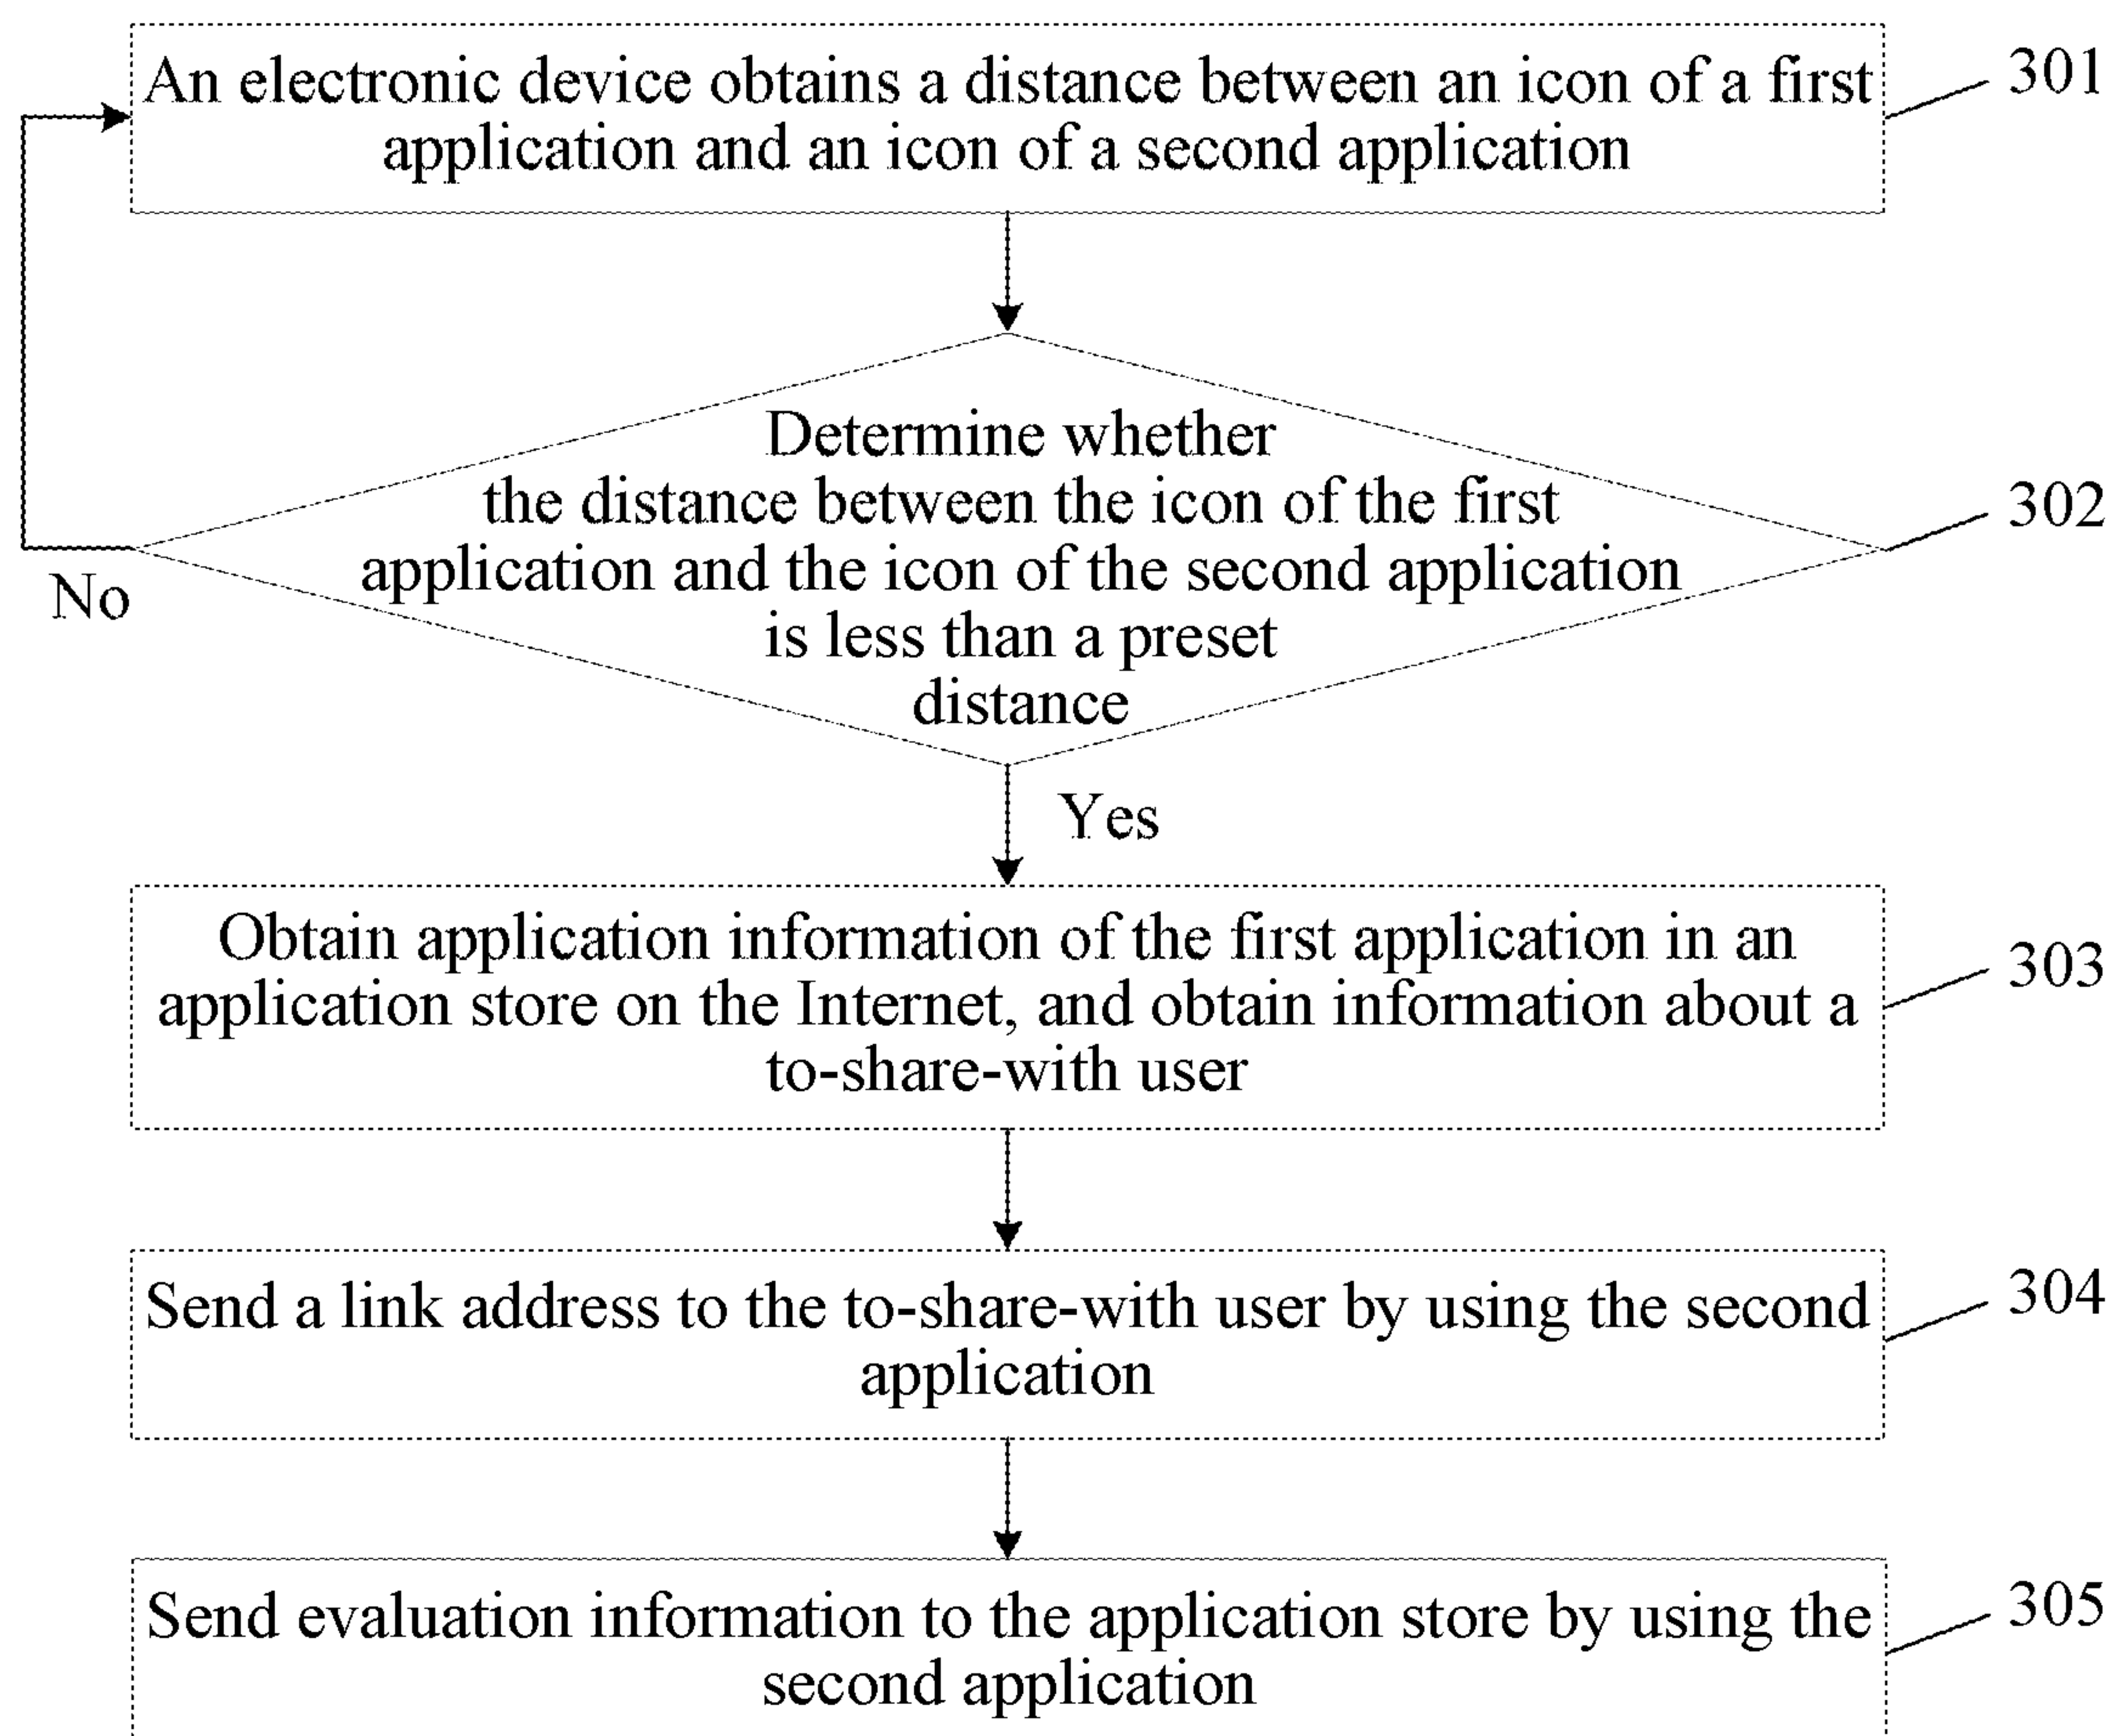 An electronic device obtains a distance between an icon of a first
application and an icon of a second application
301
Determine whether
the distance between the icon of the first
application and the icon of the second application
is less than a preset
distance
302
No
Yes
Obtain application information of the first application in an
application store on the Internet, and obtain information about a
to-share-with user
303
Send a link address to the to-share-with user by using the second
application
304
Send evaluation information to the application store by using the
second application
305